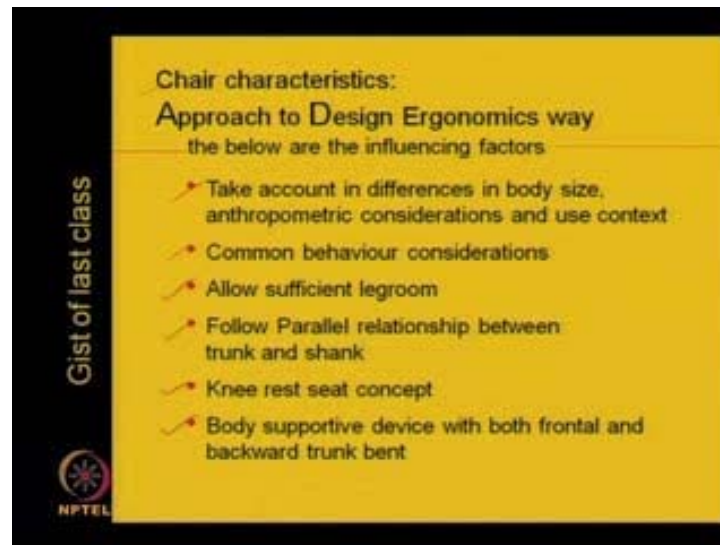 Gist of last class
Chair characteristics:
Approach to Design Ergonomics way
the below are the influencing factors
Take account in differences in body size,
anthropometric considerations and use context
Common behaviour considerations
Allow sufficient legroom
Follow Parallel relationship between
trunk and shank
Knee rest seat concept
Body supportive device with both frontal and
backward trunk bent
NPTEL